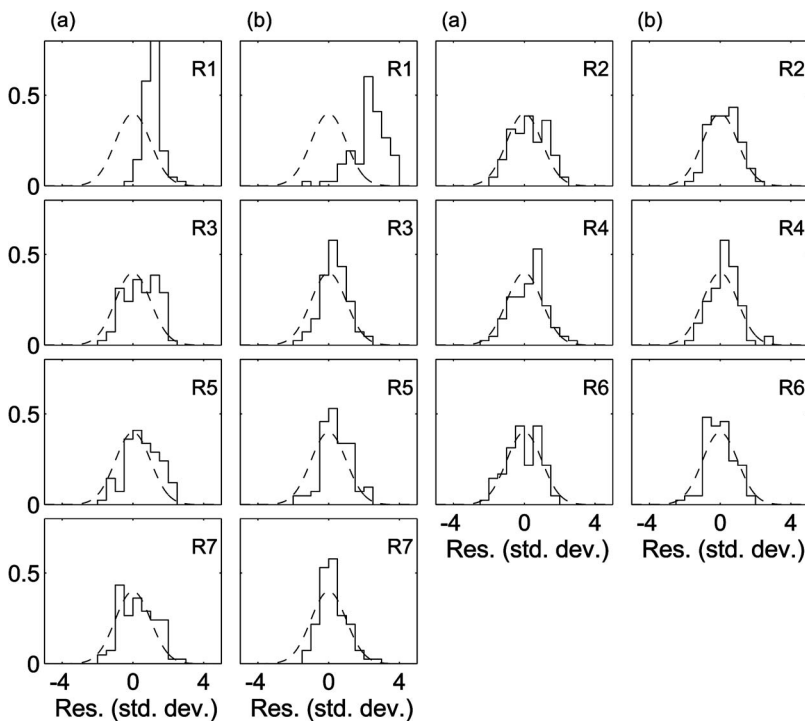 (a) (b) (a) (b)
R1 R1 R2 R2
0.5
0
R3 R3 R4 R4
0.5
0
R5 R5 R6 R6
0.5
0
-4 0 4 -4 0 4
Res. (std. dev.) Res. (std. dev.)
R7 R7
0.5
0
-4 0 4 -4 0 4
Res. (std. dev.) Res. (std. dev.)